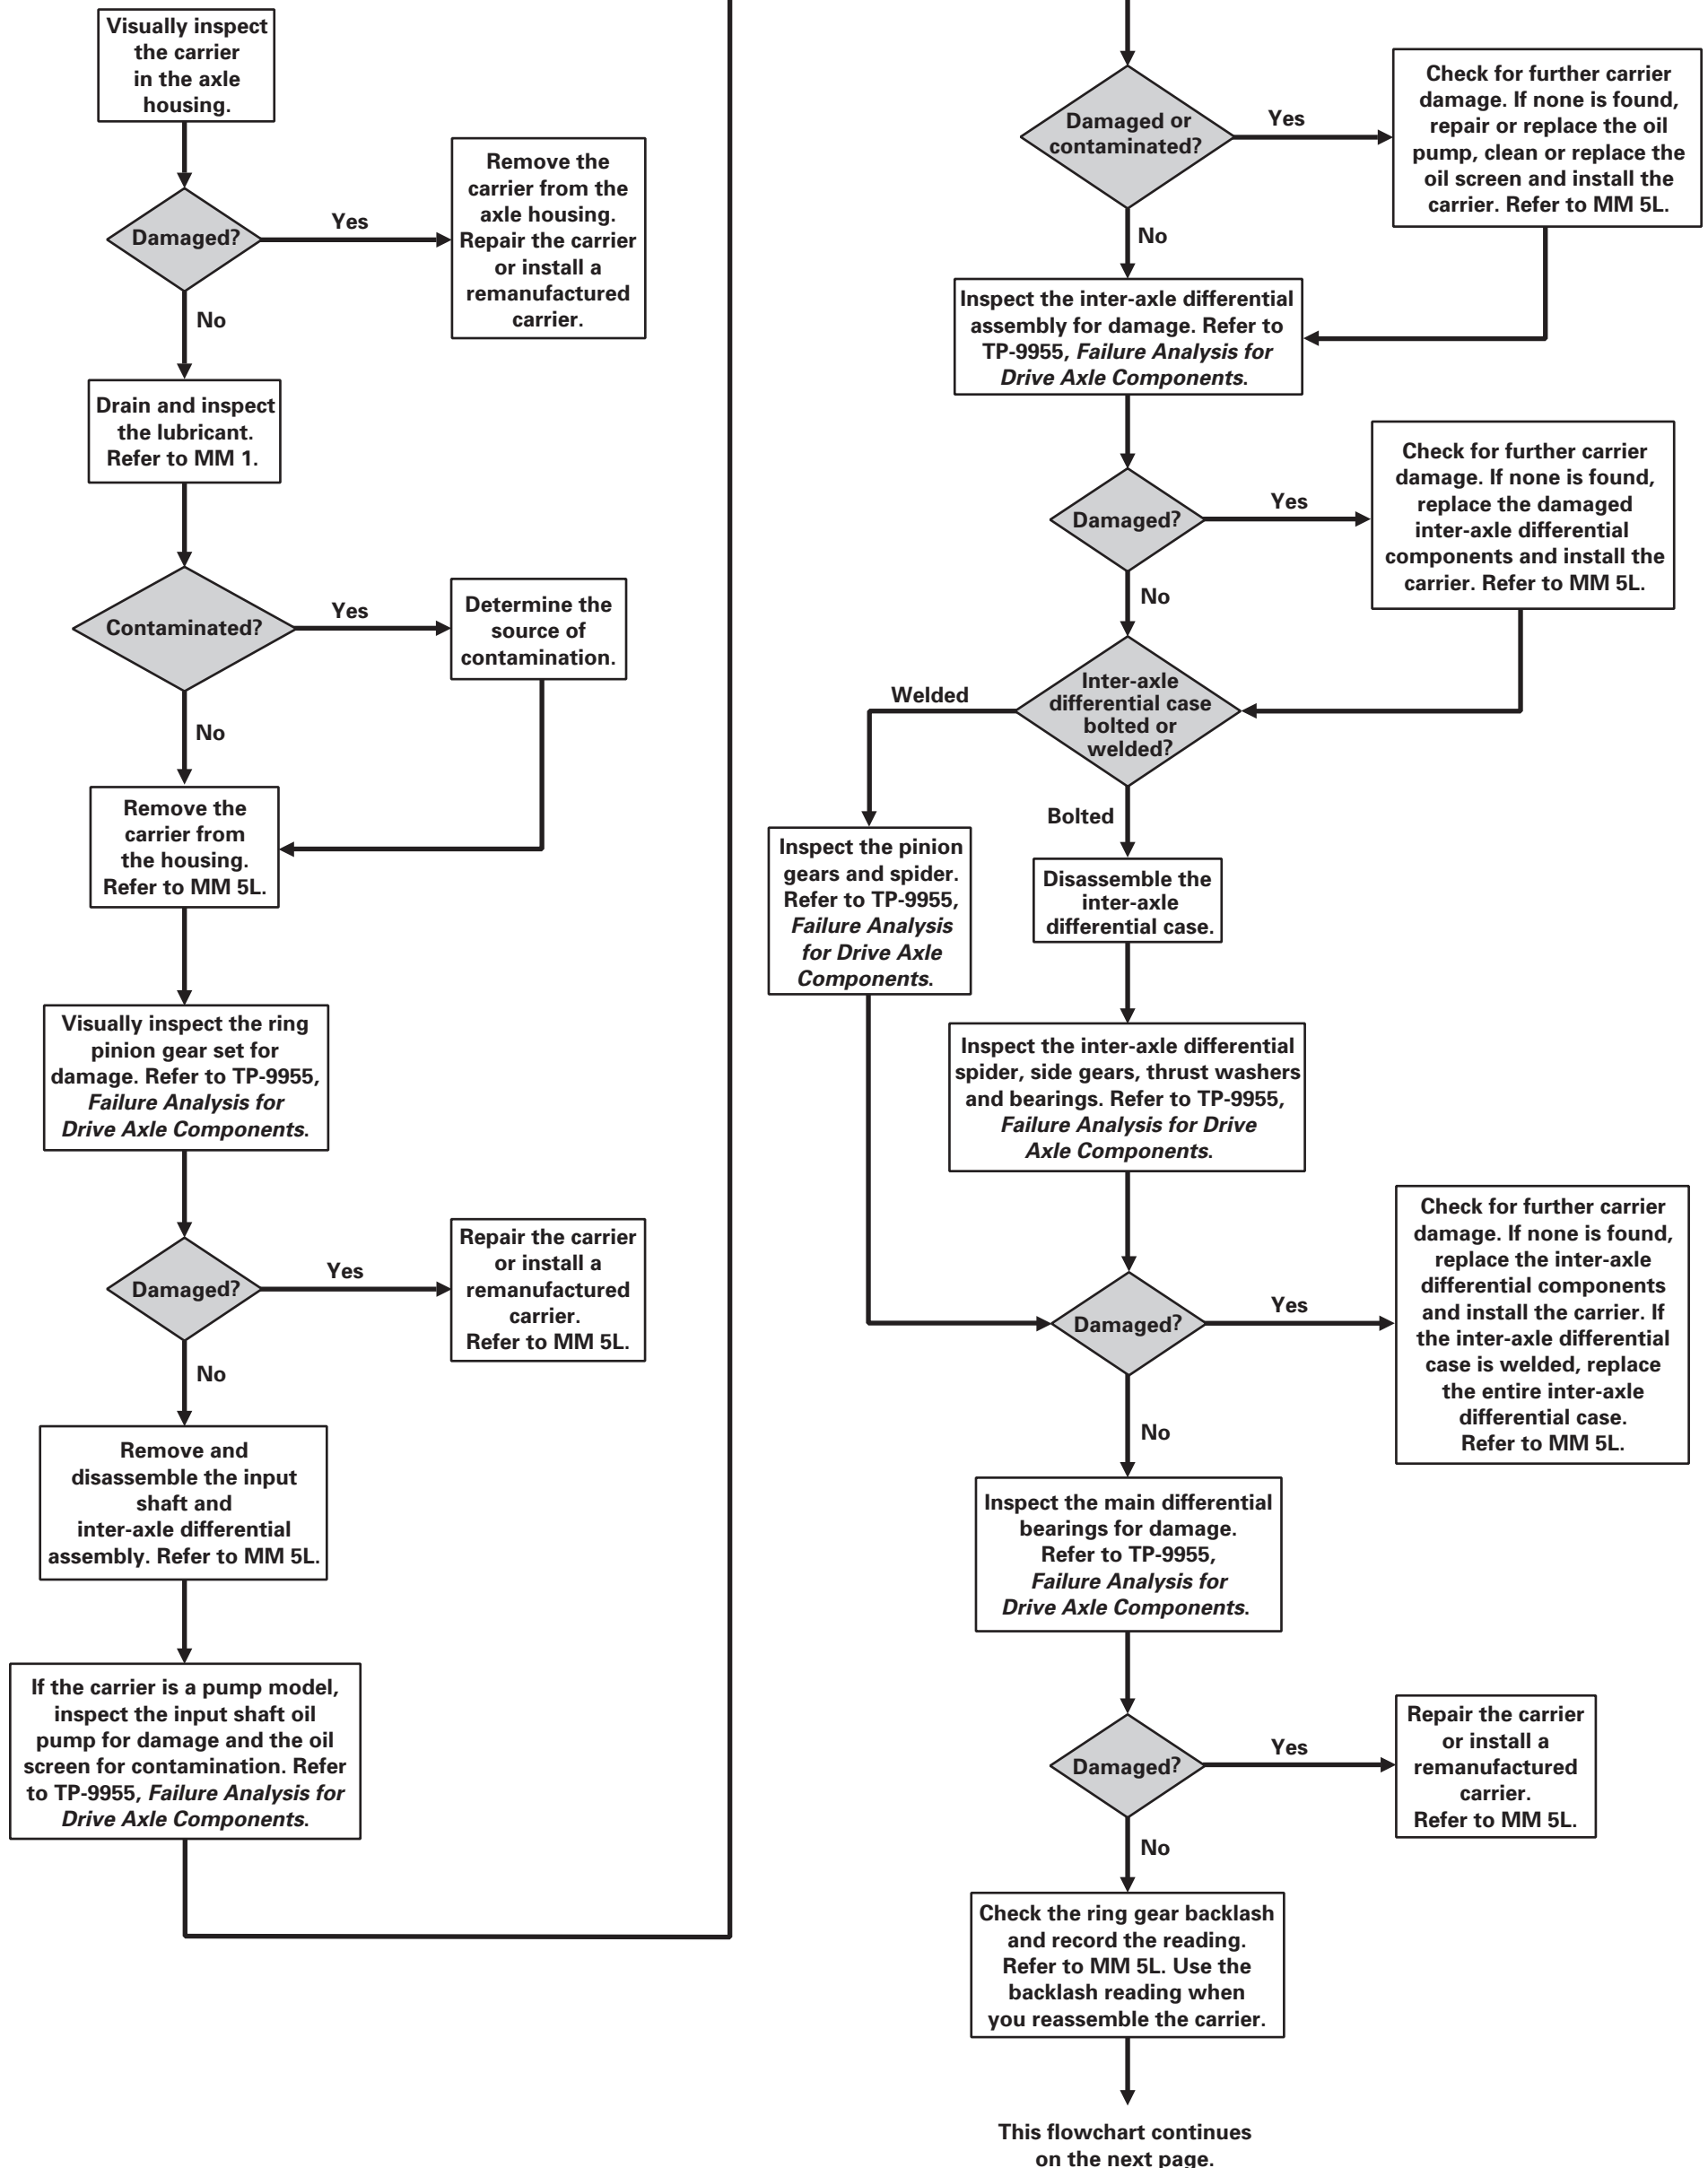 Visually inspect
the carrier
in the axle
housing.
Damaged?
Yes
Remove the
carrier from the
axle housing.
Repair the carrier
or install a
remanufactured
carrier.
No
Drain and inspect
the lubricant.
Refer to MM 1.
Contaminated?
Yes
Determine the
source of
contamination.
No
Remove the
carrier from
the housing.
Refer to MM 5L.
Visually inspect the ring
pinion gear set for
damage. Refer to TP-9955,
Failure Analysis for
Drive Axle Components.
Damaged?
Yes
Repair the carrier
or install a
remanufactured
carrier.
Refer to MM 5L.
No
Remove and
disassemble the input
shaft and
inter-axle differential
assembly. Refer to MM 5L.
If the carrier is a pump model,
inspect the input shaft oil
pump for damage and the oil
screen for contamination. Refer
to TP-9955, Failure Analysis for
Drive Axle Components.
Damaged or
contaminated?
Yes
Check for further carrier
damage. If none is found,
repair or replace the oil
pump, clean or replace the
oil screen and install the
carrier. Refer to MM 5L.
No
Inspect the inter-axle differential
assembly for damage. Refer to
TP-9955, Failure Analysis for
Drive Axle Components.
Damaged?
Yes
Check for further carrier
damage. If none is found,
replace the damaged
inter-axle differential
components and install the
carrier. Refer to MM 5L.
No
Inter-axle
differential case
bolted or
welded?
Welded
Inspect the pinion
gears and spider.
Refer to TP-9955,
Failure Analysis
for Drive Axle
Components.
Bolted
Disassemble the
inter-axle
differential case.
Inspect the inter-axle differential
spider, side gears, thrust washers
and bearings. Refer to TP-9955,
Failure Analysis for Drive
Axle Components.
Damaged?
Yes
Check for further carrier
damage. If none is found,
replace the inter-axle
differential components
and install the carrier. If
the inter-axle differential
case is welded, replace
the entire inter-axle
differential case.
Refer to MM 5L.
No
Inspect the main differential
bearings for damage.
Refer to TP-9955,
Failure Analysis for
Drive Axle Components.
Damaged?
Yes
Repair the carrier
or install a
remanufactured
carrier.
Refer to MM 5L.
No
Check the ring gear backlash
and record the reading.
Refer to MM 5L. Use the
backlash reading when
you reassemble the carrier.
This flowchart continues
on the next page.